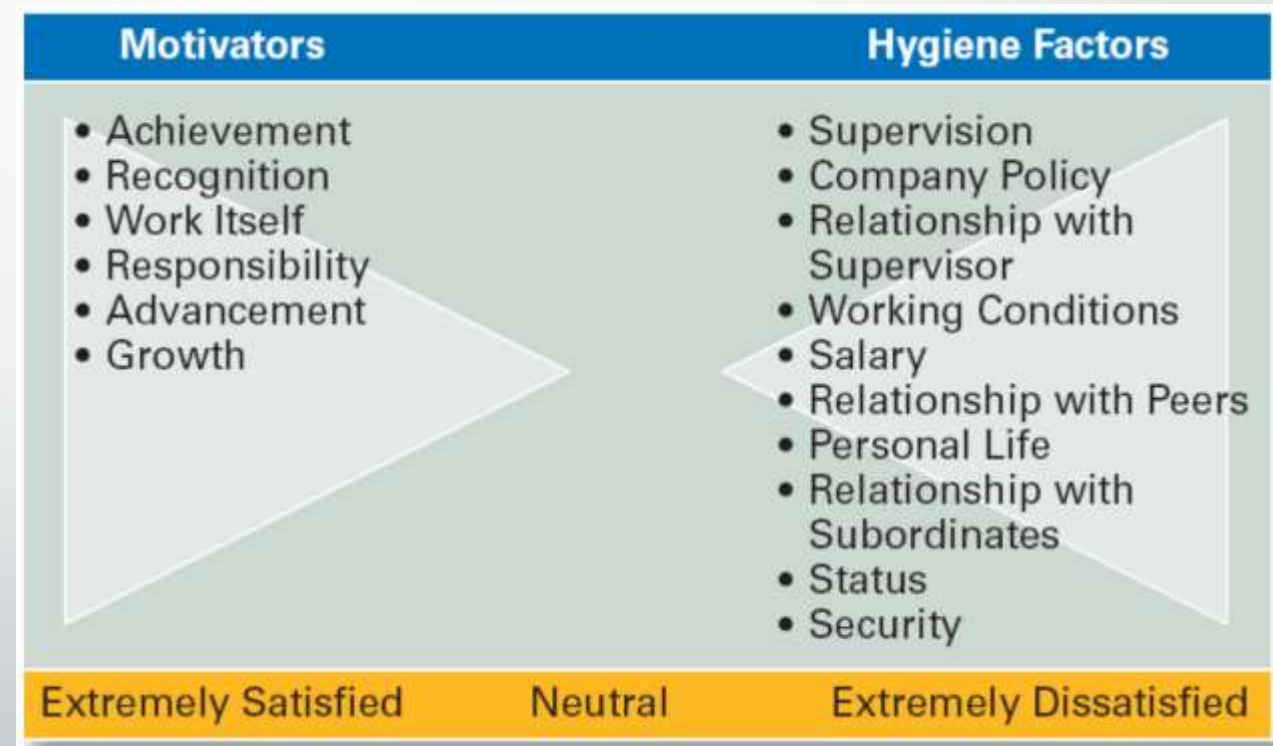 Motivators
Hygiene Factors
• Achievement
• Recognition
• Work Itself
• Responsibility
• Advancement
• Growth
• Supervision
• Company Policy
• Relationship with
Supervisor
• Working Conditions
• Salary
• Relationship with Peers
• Personal Life
• Relationship with
Subordinates
• Status
• Security
Extremely Satisfied
Neutral
Extremely Dissatisfied